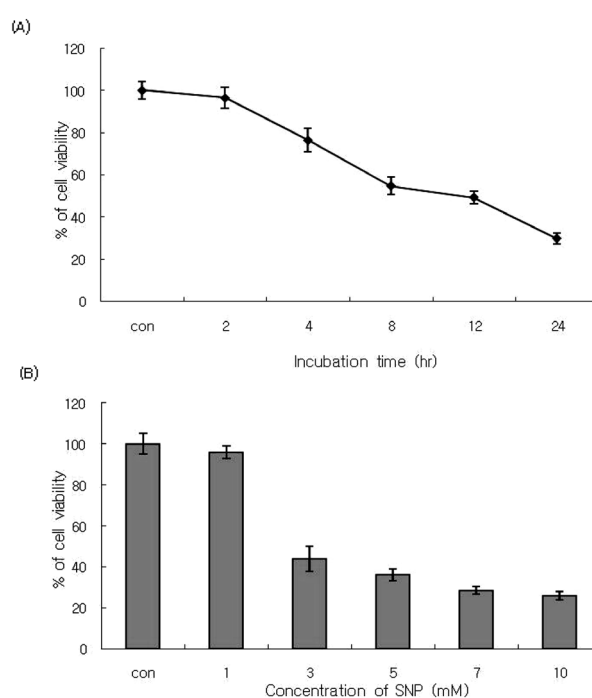 (A)
120
100
80
60
40
20
0
% of cell viability
con 2 4 8 12 24
Incubation time (hr)
(B)
120
100
80
60
40
20
0
% of cell viability
con 1 3 5 7 10
Concentration of SNP (mM)